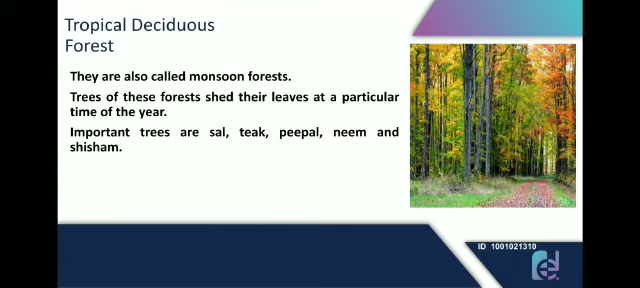 Tropical Deciduous
Forest
They are also called monsoon forests.
Trees of these forests shed their leaves at a particular
time of the year.
Important trees are sal, teak, peepal, neem and
shisham.
ID 1001021310